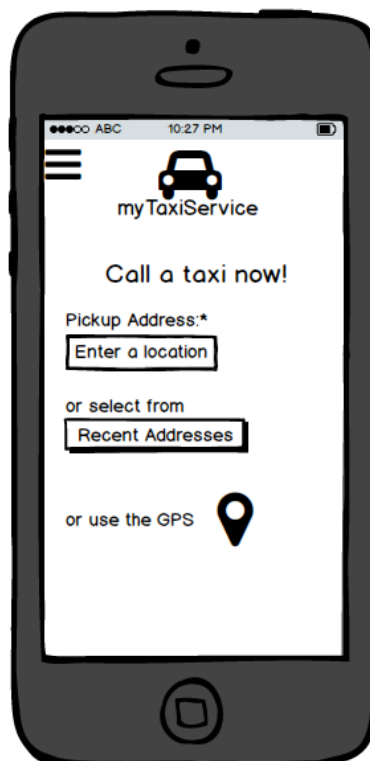 ●●●○○ ABC 10:27 PM
myTaxiService
Call a taxi now!
Pickup Address:*
Enter a location
or select from
Recent Addresses
or use the GPS